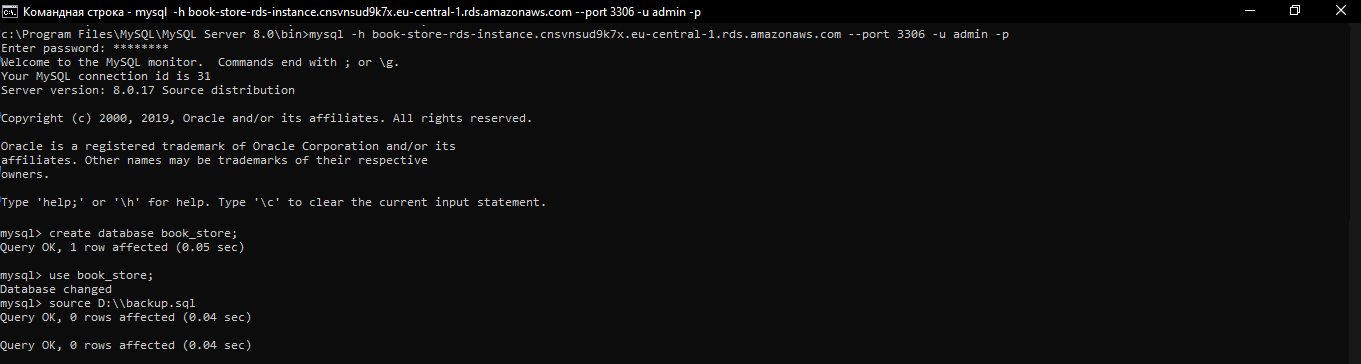 Командная строка - mysql -h book-store-rds-instance.cnsvnsud9k7x.eu-central-1.rds.amazonaws.com --port 3306 -u admin -p
c:\Program Files\MySQL\MySQL Server 8.0\bin>mysql -h book-store-rds-instance.cnsvnsud9k7x.eu-central-1.rds.amazonaws.com --port 3306 -u admin -p
Enter password: ********
Welcome to the MySQL monitor.  Commands end with ; or \g.
Your MySQL connection id is 31
Server version: 8.0.17 Source distribution
Copyright (c) 2000, 2019, Oracle and/or its affiliates. All rights reserved.
Oracle is a registered trademark of Oracle Corporation and/or its
affiliates. Other names may be trademarks of their respective
owners.
Type 'help;' or '\h' for help. Type '\c' to clear the current input statement.
mysql> create database book_store;
Query OK, 1 row affected (0.05 sec)
mysql> use book_store;
Database changed
mysql> source D:\\backup.sql
Query OK, 0 rows affected (0.04 sec)
Query OK, 0 rows affected (0.04 sec)